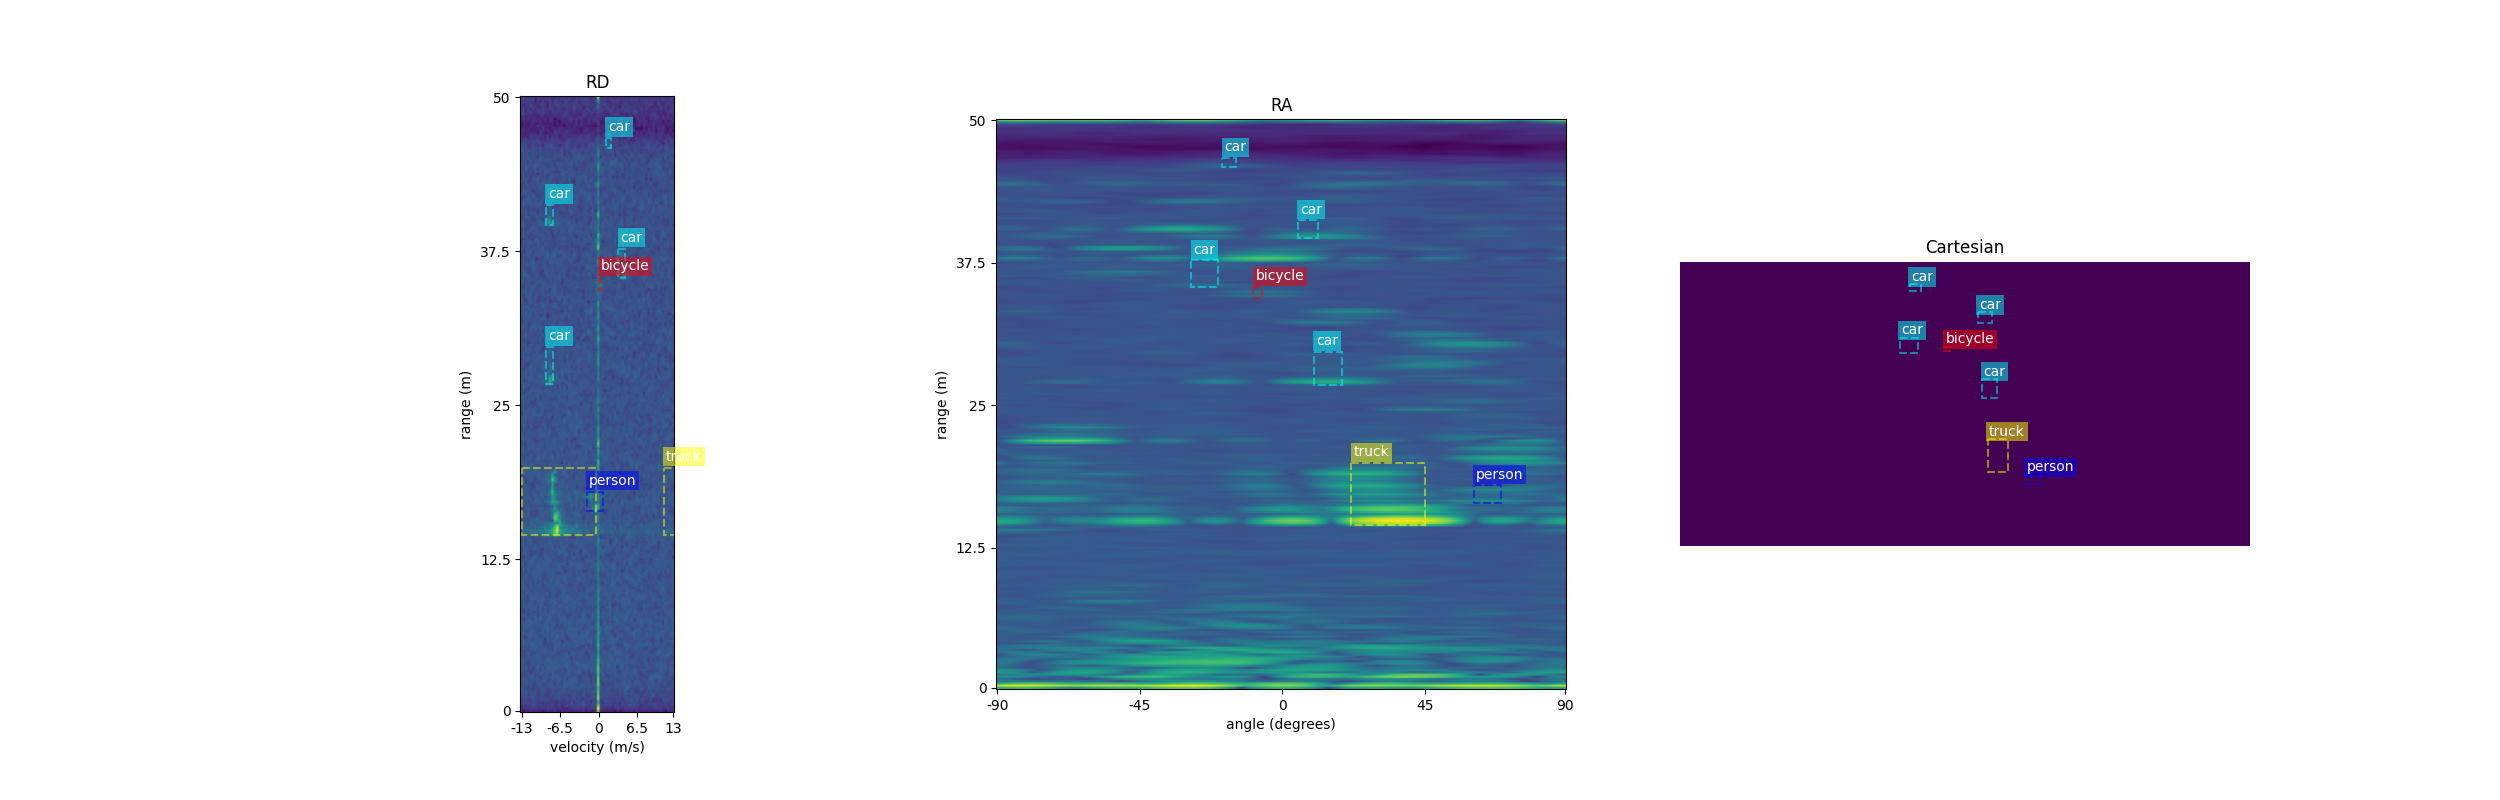 RD
50
37.5
25
12.5
0
range (m)
-13 -6.5 0 6.5 13
velocity (m/s)
car
car
car
bicycle
car
truck
person
RA
50
37.5
25
12.5
0
range (m)
-90 -45 0 45 90
angle (degrees)
car
car
car
bicycle
car
truck
person
Cartesian
car
car
car
bicycle
car
truck
person